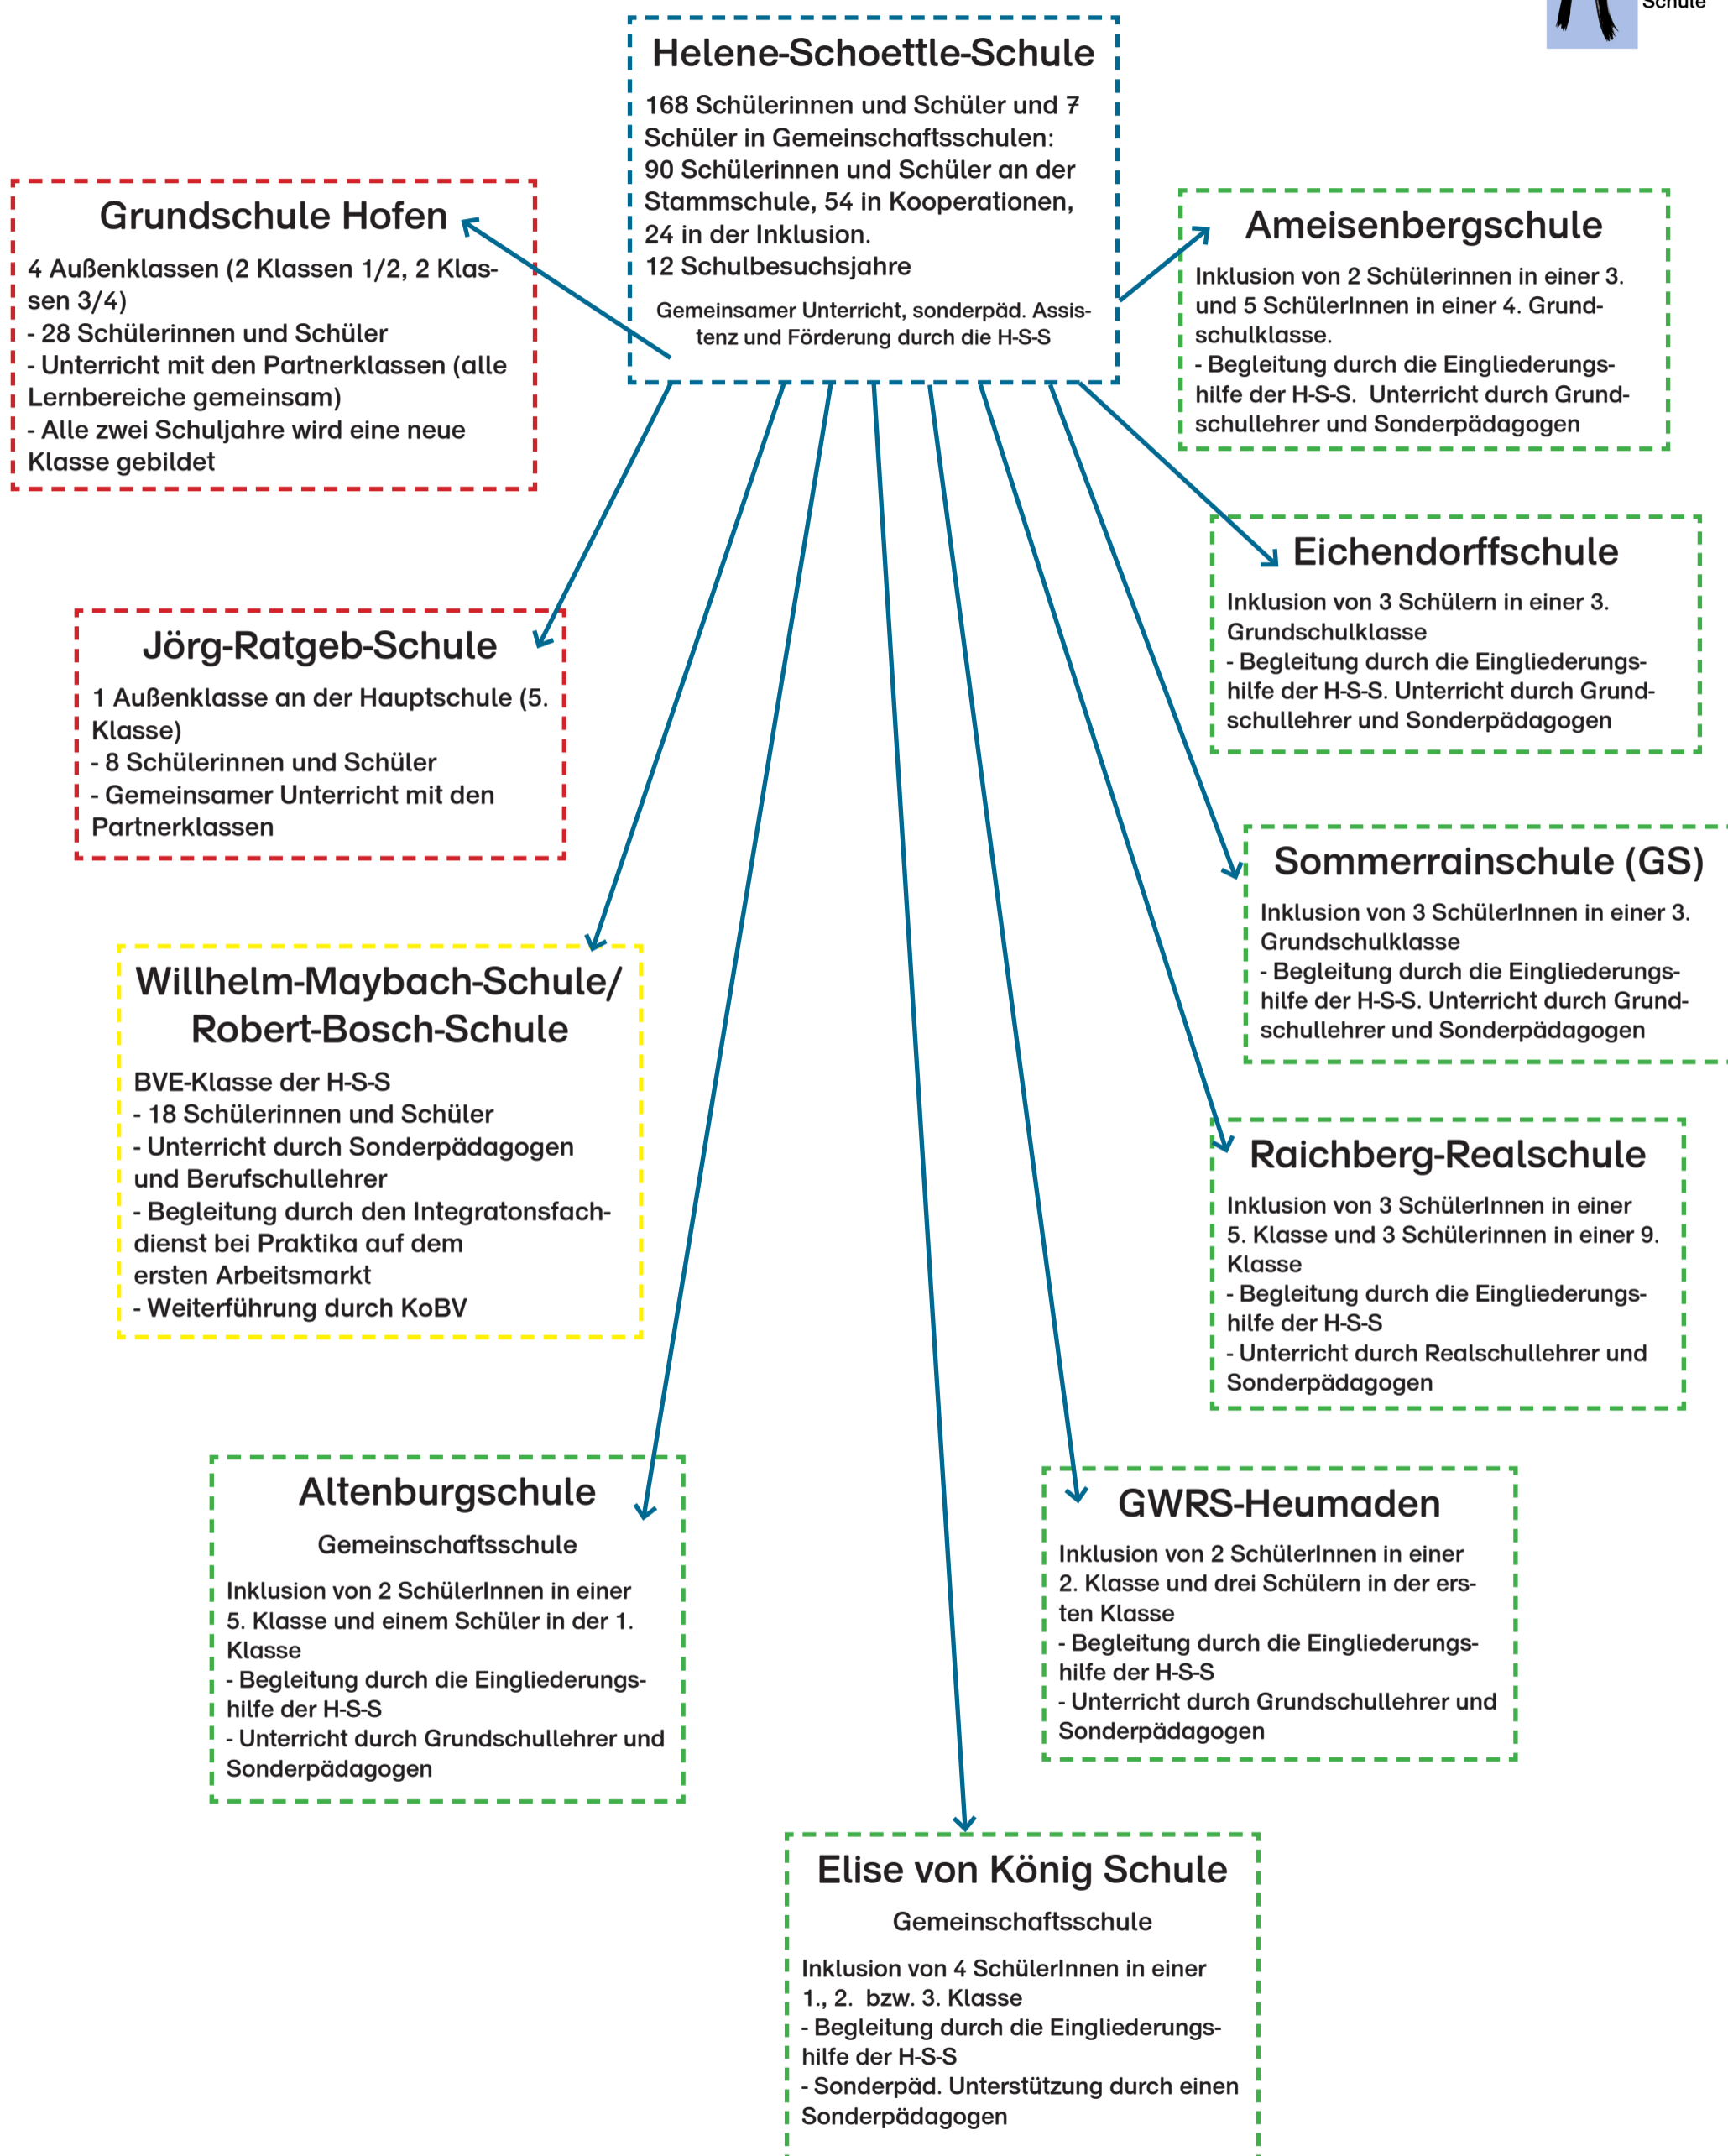 Schule
Helene-Schoettle-Schule
168 Schülerinnen und Schüler und 7
Schüler in Gemeinschaftsschulen:
90 Schülerinnen und Schüler an der
Stammschule, 54 in Kooperationen,
24 in der Inklusion.
12 Schulbesuchsjahre
Gemeinsamer Unterricht, sonderpäd. Assis-
tenz und Förderung durch die H-S-S
Grundschule Hofen
4 Außenklassen (2 Klassen 1/2, 2 Klas-
sen 3/4)
- 28 Schülerinnen und Schüler
- Unterricht mit den Partnerklassen (alle
Lernbereiche gemeinsam)
- Alle zwei Schuljahre wird eine neue
Klasse gebildet
Ameisenbergschule
Inklusion von 2 Schülerinnen in einer 3.
und 5 SchülerInnen in einer 4. Grund-
schulklasse.
- Begleitung durch die Eingliederungs-
hilfe der H-S-S.  Unterricht durch Grund-
schullehrer und Sonderpädagogen
Eichendorffschule
Inklusion von 3 Schülern in einer 3.
Grundschulklasse
- Begleitung durch die Eingliederungs-
hilfe der H-S-S. Unterricht durch Grund-
schullehrer und Sonderpädagogen
Jörg-Ratgeb-Schule
1 Außenklasse an der Hauptschule (5.
Klasse)
- 8 Schülerinnen und Schüler
- Gemeinsamer Unterricht mit den
Partnerklassen
Sommerrainschule (GS)
Inklusion von 3 SchülerInnen in einer 3.
Grundschulklasse
- Begleitung durch die Eingliederungs-
hilfe der H-S-S. Unterricht durch Grund-
schullehrer und Sonderpädagogen
Willhelm-Maybach-Schule/
Robert-Bosch-Schule
BVE-Klasse der H-S-S
- 18 Schülerinnen und Schüler
- Unterricht durch Sonderpädagogen
und Berufschullehrer
- Begleitung durch den Integratonsfach-
dienst bei Praktika auf dem
ersten Arbeitsmarkt
- Weiterführung durch KoBV
Raichberg-Realschule
Inklusion von 3 SchülerInnen in einer
5. Klasse und 3 Schülerinnen in einer 9.
Klasse
- Begleitung durch die Eingliederungs-
hilfe der H-S-S
- Unterricht durch Realschullehrer und
Sonderpädagogen
Altenburgschule
Gemeinschaftsschule
Inklusion von 2 SchülerInnen in einer
5. Klasse und einem Schüler in der 1.
Klasse
- Begleitung durch die Eingliederungs-
hilfe der H-S-S
- Unterricht durch Grundschullehrer und
Sonderpädagogen
GWRS-Heumaden
Inklusion von 2 SchülerInnen in einer
2. Klasse und drei Schülern in der ers-
ten Klasse
- Begleitung durch die Eingliederungs-
hilfe der H-S-S
- Unterricht durch Grundschullehrer und
Sonderpädagogen
Elise von König Schule
Gemeinschaftsschule
Inklusion von 4 SchülerInnen in einer
1., 2.  bzw. 3. Klasse
- Begleitung durch die Eingliederungs-
hilfe der H-S-S
- Sonderpäd. Unterstützung durch einen
Sonderpädagogen